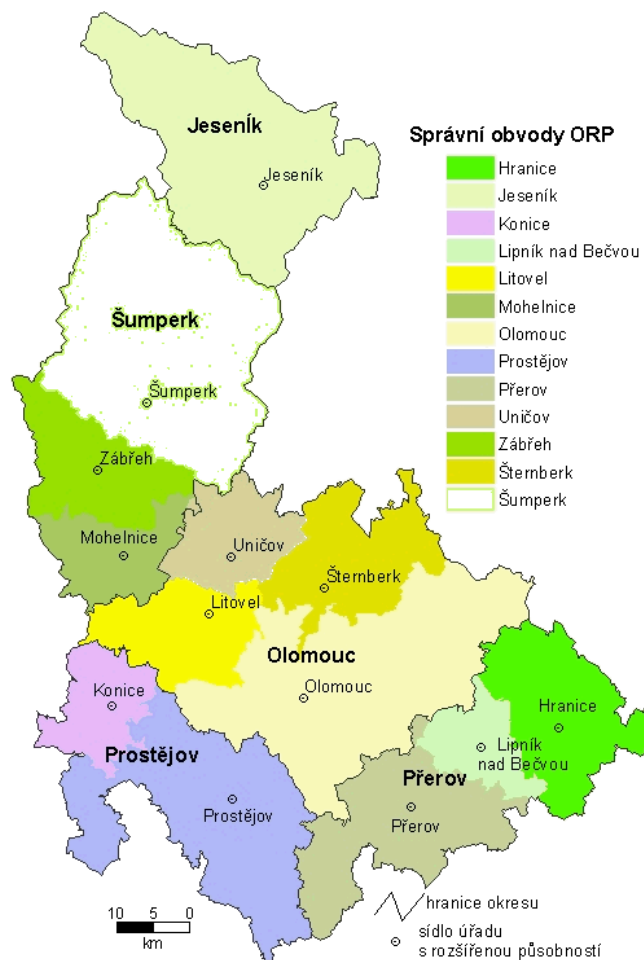 Jeseník
Jeseník
Správní obvody ORP
Hranice
Jeseník
Konice
Lipník nad Bečvou
Litovel
Mohelnice
Olomouc
Prostějov
Přerov
Uničov
Zábřeh
Šternberk
Šumperk
Šumperk
Šumperk
Zábřeh
Mohelnice
Uničov
Šternberk
Litovel
Olomouc
Olomouc
Konice
Hranice
Prostějov
Lipník
nad Bečvou
Přerov
Prostějov
Přerov
10 5 0
km
hranice okresu
sídlo úřadu
s rozšířenou působností